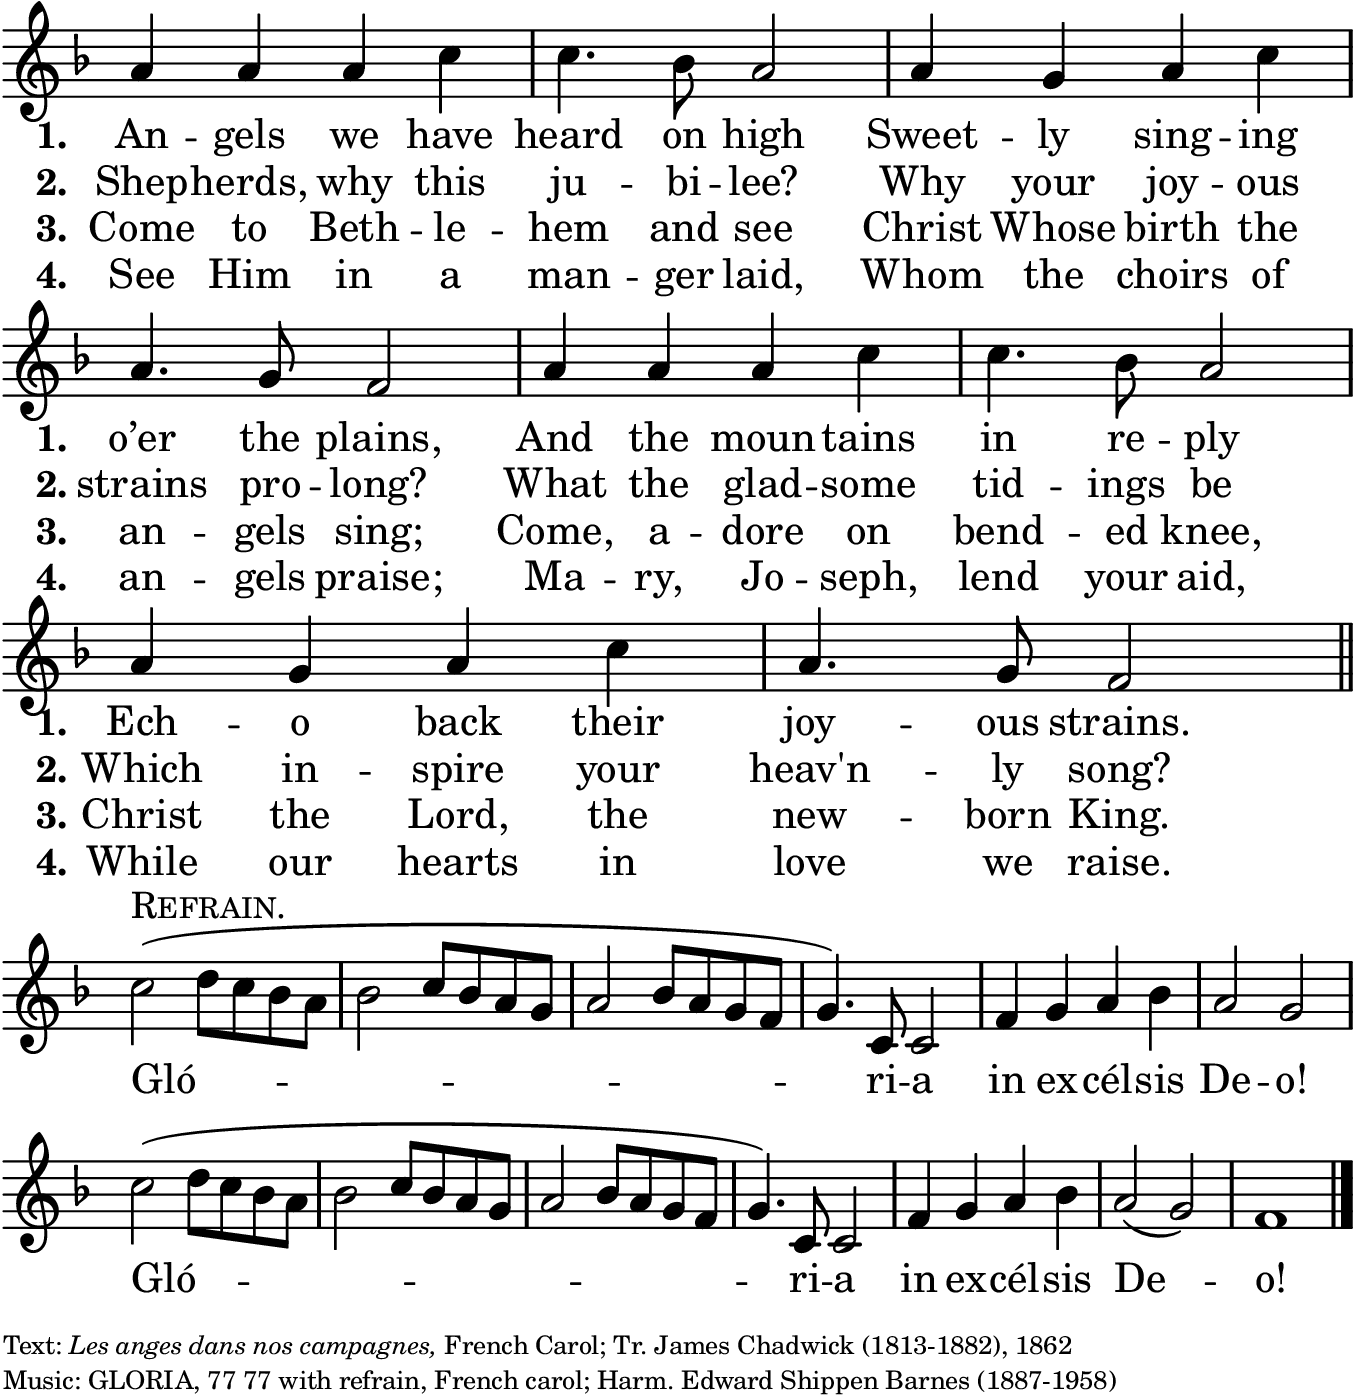 1. An -- gels we have heard on high Sweet -- ly sing -- ing
2. Shepherds, why this ju -- bi -- lee? Why your joy -- ous
3. Come to Beth -- le -- hem and see Christ Whose birth the
4. See Him in a man -- ger laid, Whom the choirs of
1. o’er the plains, And the mountains in re -- ply
2. strains pro -- long? What the glad -- some tid -- ings be
3. an -- gels sing; Come, a -- dore on bend -- ed knee,
4. an -- gels praise; Ma -- ry, Jo -- seph, lend your aid,
1. Ech -- o back their joy -- ous strains.
2. Which in -- spire your heav'n -- ly song?
3. Christ the Lord, the new -- born King.
4. While our hearts in love we raise.
REFRAIN.
Gló -- -- -- -- -- -- ri -- a in excélsis De -- o!
Gló -- -- -- -- -- -- ri -- a in excélsis De -- o!
Text: Les anges dans nos campagnes, French Carol; Tr. James Chadwick (1813-1882), 1862
Music: GLORIA, 77 77 with refrain, French carol; Harm. Edward Shippen Barnes (1887-1958)